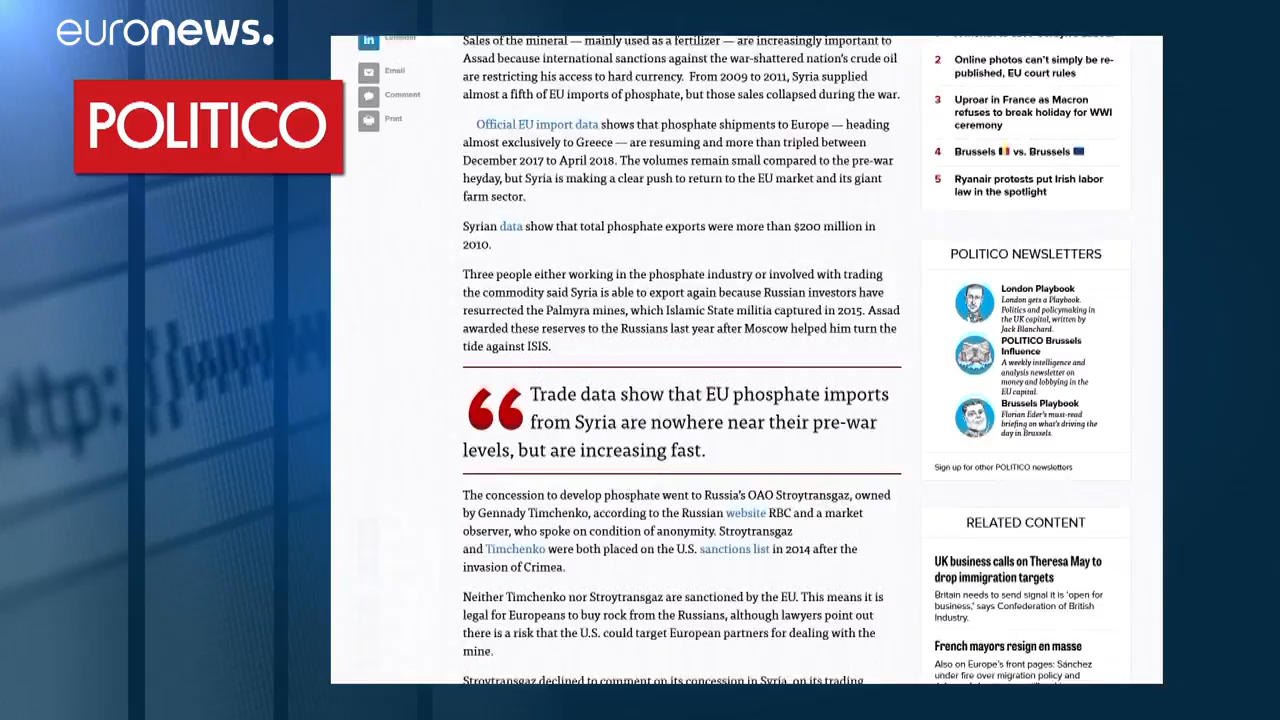 euronews.
POLITICO
Email
Comment
Print
Sales of the mineral — mainly used as a fertilizer — are increasingly important to
Assad because international sanctions against the war-shattered nation's crude oil
are restricting his access to hard currency. From 2009 to 2011, Syria supplied
almost a fifth of EU imports of phosphate, but those sales collapsed during the war.
Official EU import data shows that phosphate shipments to Europe — heading
almost exclusively to Greece — are resuming and more than tripled between
December 2017 to April 2018. The volumes remain small compared to the pre-war
heyday, but Syria is making a clear push to return to the EU market and its giant
farm sector.
Syrian data show that total phosphate exports were more than $200 million in
2010.
Three people either working in the phosphate industry or involved with trading
the commodity said Syria is able to export again because Russian investors have
resurrected the Palmyra mines, which Islamic State militia captured in 2015. Assad
awarded these reserves to the Russians last year after Moscow helped him turn the
tide against ISIS.
“ Trade data show that EU phosphate imports
from Syria are nowhere near their pre-war
levels, but are increasing fast.
The concession to develop phosphate went to Russia's OAO Stroytransgaz, owned
by Gennady Timchenko, according to the Russian website RBC and a market
observer, who spoke on condition of anonymity. Stroytransgaz
and Timchenko were both placed on the U.S. sanctions list in 2014 after the
invasion of Crimea.
Neither Timchenko nor Stroytransgaz are sanctioned by the EU. This means it is
legal for Europeans to buy rock from the Russians, although lawyers point out
there is a risk that the U.S. could target European partners for dealing with the
mine.
Stroytransgaz declined to comment on its concession in Syria, on its trading
2 Online photos can't simply be re-
published, EU court rules
3 Uproar in France as Macron
refuses to break holiday for WWI
ceremony
4 Brussels 🇧🇪 vs. Brussels 🇪🇺
5 Ryanair protests put Irish labor
law in the spotlight
POLITICO NEWSLETTERS
London Playbook
London gets a Playbook.
Politics and policymaking in
the UK capital, written by
Jack Blanchard.
POLITICO Brussels
Influence
A weekly intelligence and
analysis newsletter on
money and lobbying in the
EU capital.
Brussels Playbook
Florian Eder's must-read
briefing on what's driving the
day in Brussels.
Sign up for other POLITICO newsletters
RELATED CONTENT
UK business calls on Theresa May to
drop immigration targets
Britain needs to send signal it is 'open for
business,' says Confederation of British
Industry.
French mayors resign en masse
Also on Europe's front pages: Sánchez
under fire over migration policy and
http://www
in